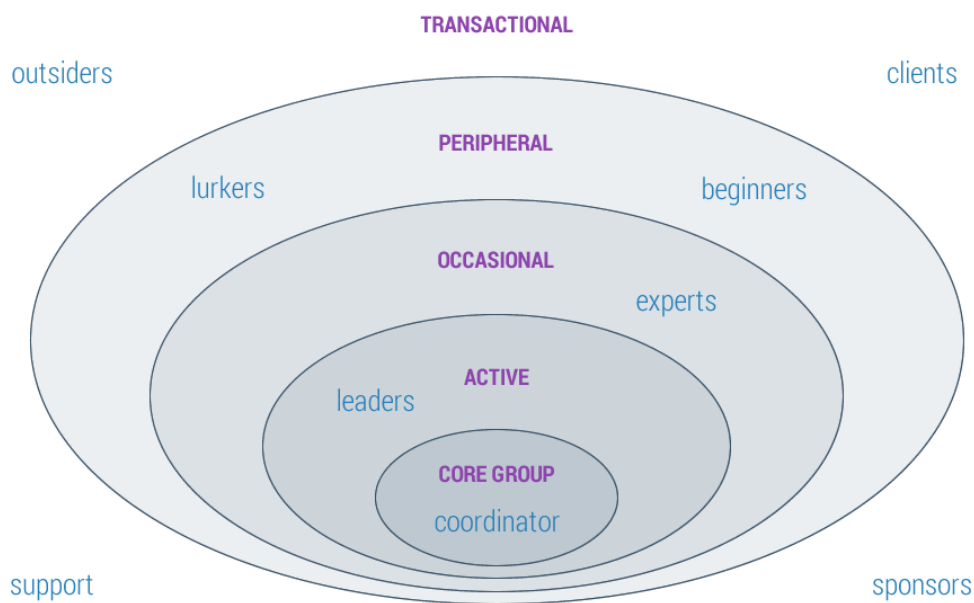 TRANSACTIONAL
outsiders
clients
PERIPHERAL
lurkers
beginners
OCCASIONAL
experts
ACTIVE
leaders
CORE GROUP
coordinator
support
sponsors